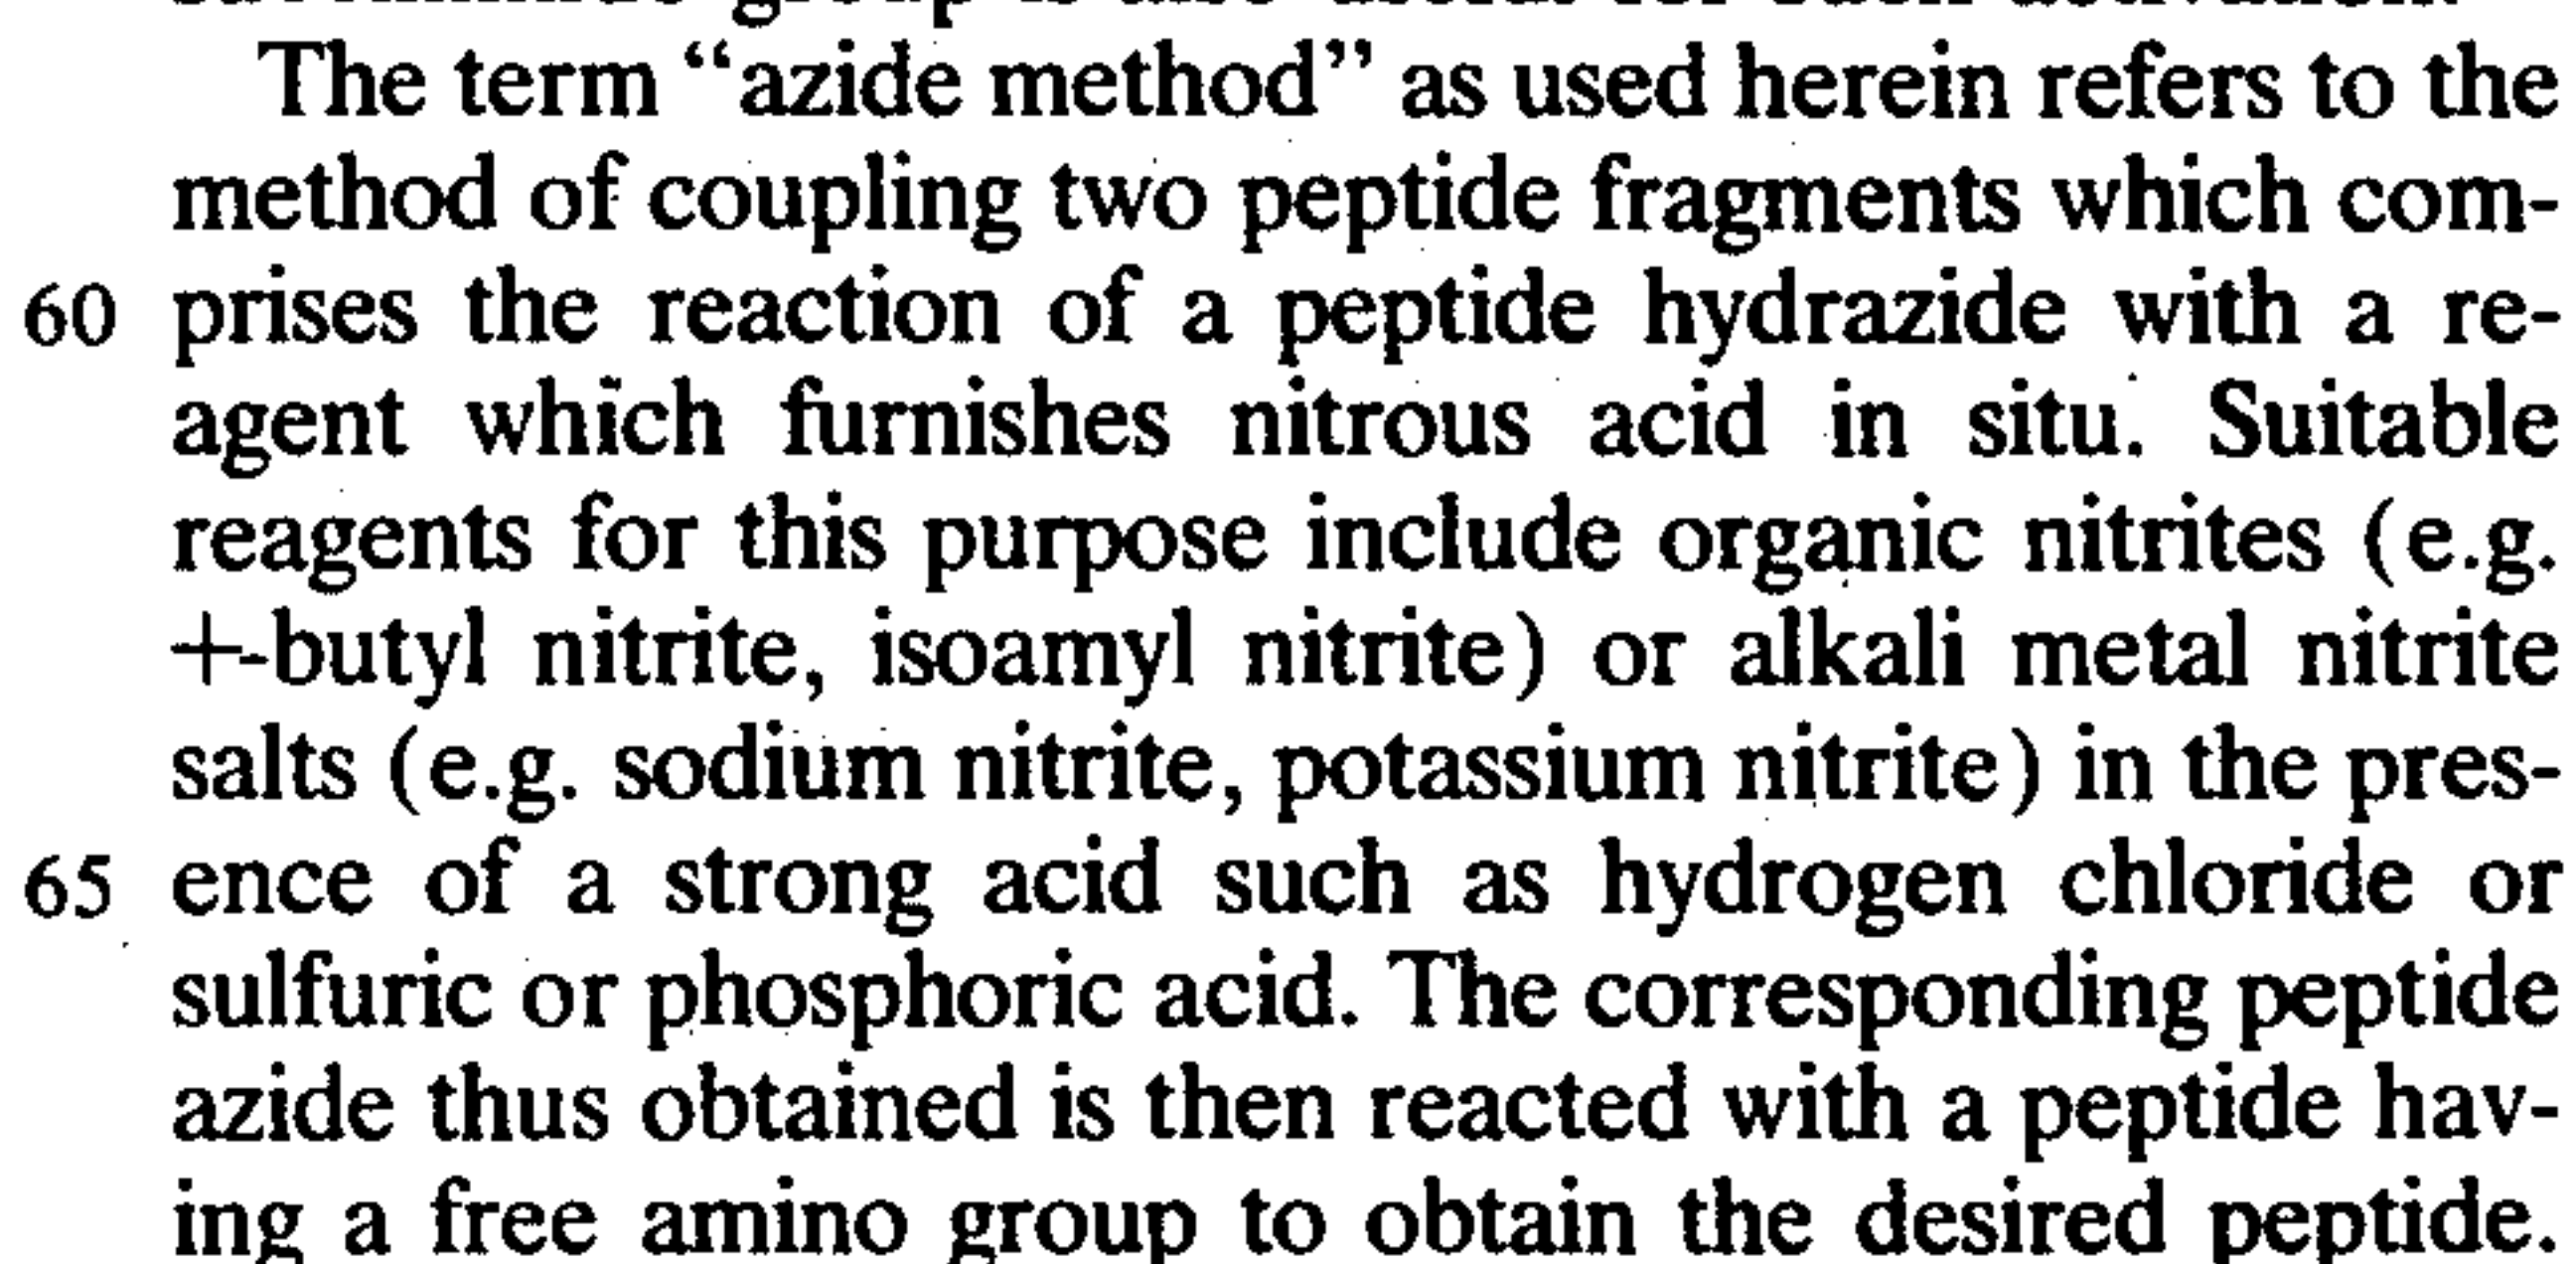 The term “azide method” as used herein refers to the
method of coupling two peptide fragments which com-
60 prises the reaction of a peptide hydrazide with a re-
agent which furnishes nitrous acid in situ. Suitable
reagents for this purpose include organic nitrites (e.g.
+-butyl nitrite, isoamyl nitrite) or alkali metal nitrite
salts (e.g. sodium nitrite, potassium nitrite) in the pres-
65 ence of a strong acid such as hydrogen chloride or
sulfuric or phosphoric acid. The corresponding peptide
azide thus obtained is then reacted with a peptide hav-
ing a free amino group to obtain the desired peptide.